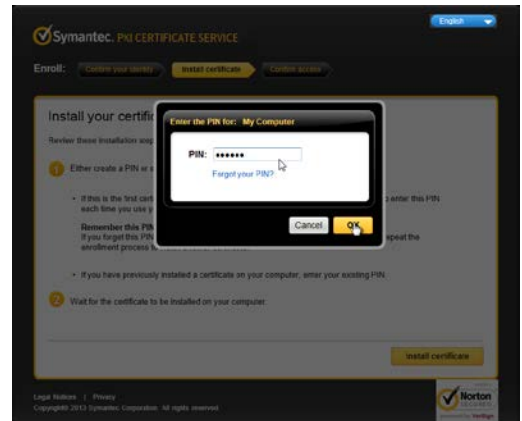 English
Symantec. PKI CERTIFICATE SERVICE
Enroll: Confirm your identity Install certificate Confirm access
Install your certific
Review these installation step
Enter the PIN for: My Computer
PIN: ••••••
Forgot your PIN?
Cancel OK
1 Either create a PIN or e
If this is the first cert
o enter this PIN
each time you use y
Remember this PIN
If you forget this PIN
epeat the
enrollment process to
If you have previously installed a certificate on your computer, enter your existing PIN.
2 Wait for the certificate to be installed on your computer.
Install certificate
Legal Notices | Privacy
Copyright© 2013 Symantec Corporation. All rights reserved.
Norton
SECURED
powered by VeriSign